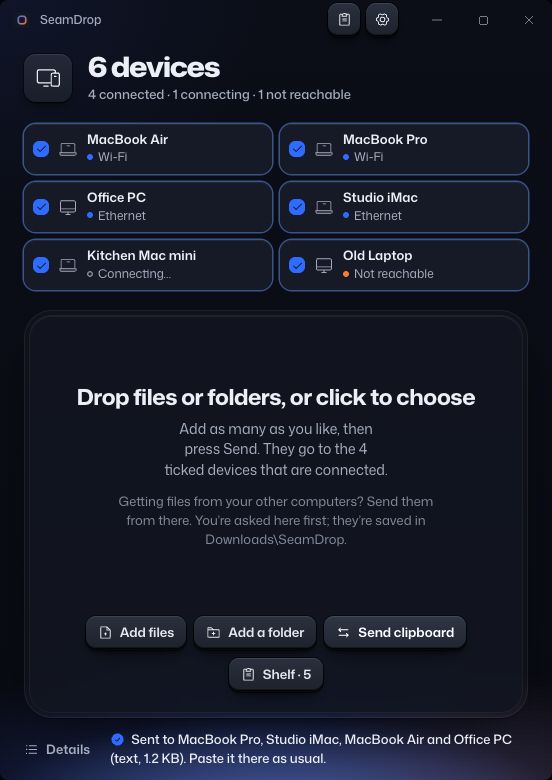 SeamDrop
6 devices
4 connected · 1 connecting · 1 not reachable
MacBook Air
Wi-Fi
MacBook Pro
Wi-Fi
Office PC
Ethernet
Studio iMac
Ethernet
Kitchen Mac mini
Connecting...
Old Laptop
Not reachable
Drop files or folders, or click to choose
Add as many as you like, then
press Send. They go to the 4
ticked devices that are connected.
Getting files from your other computers? Send them
from there. You're asked here first; they're saved in
Downloads\SeamDrop.
Add files
Add a folder
Send clipboard
Shelf · 5
Details
Sent to MacBook Pro, Studio iMac, MacBook Air and Office PC
(text, 1.2 KB). Paste it there as usual.